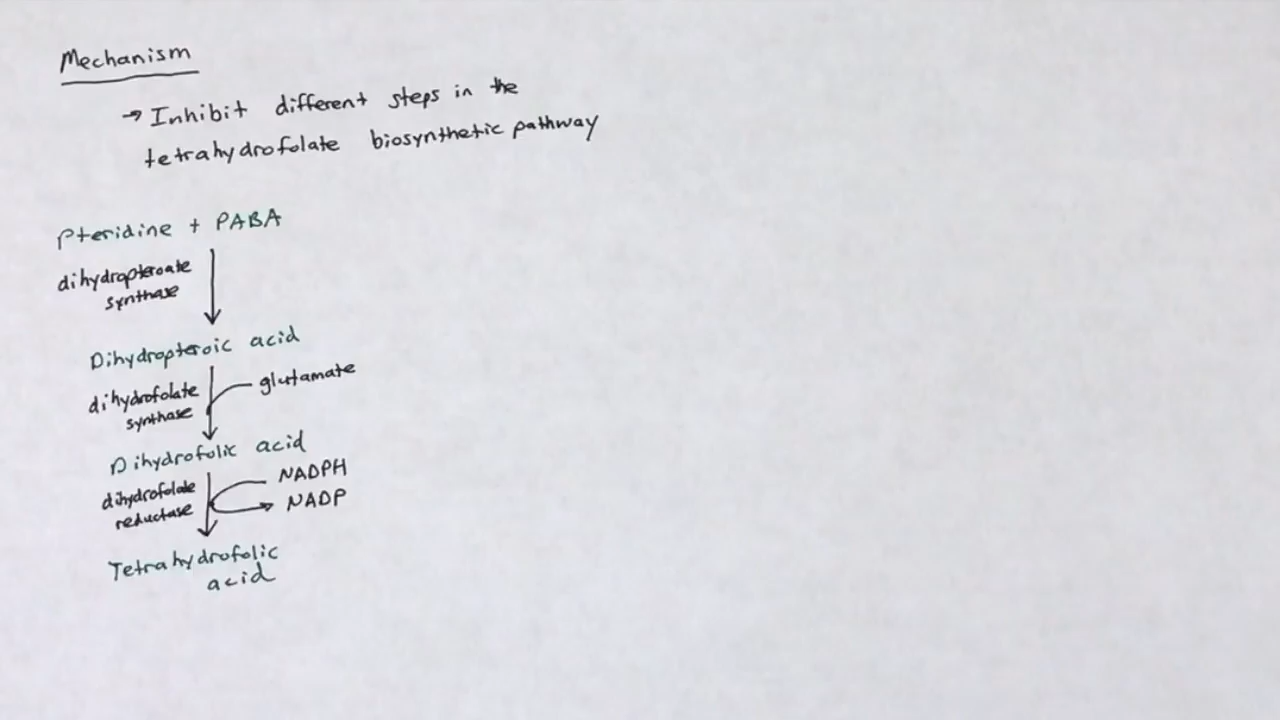 Mechanism
→ Inhibit different steps in the
tetrahydrofolate biosynthetic pathway
Pteridine + PABA
dihydropteroate
synthase
Dihydropteroic acid
dihydrofolate
synthase
glutamate
Dihydrofolic acid
dihydrofolate
reductase
NADPH
NADP
Tetrahydrofolic
acid